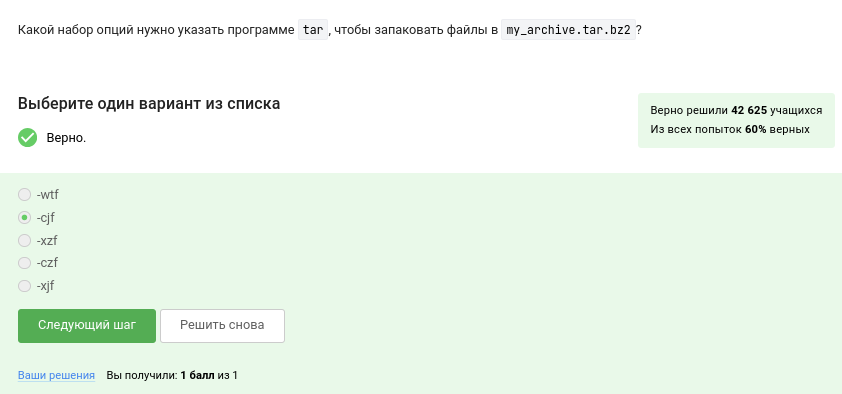 Какой набор опций нужно указать программе tar, чтобы запаковать файлы в my_archive.tar.bz2?
Выберите один вариант из списка
Верно.
Верно решили 42 625 учащихся
Из всех попыток 60% верных
-wtf
-cjf
-xzf
-czf
-xjf
Следующий шаг
Решить снова
Ваши решения Вы получили: 1 балл из 1